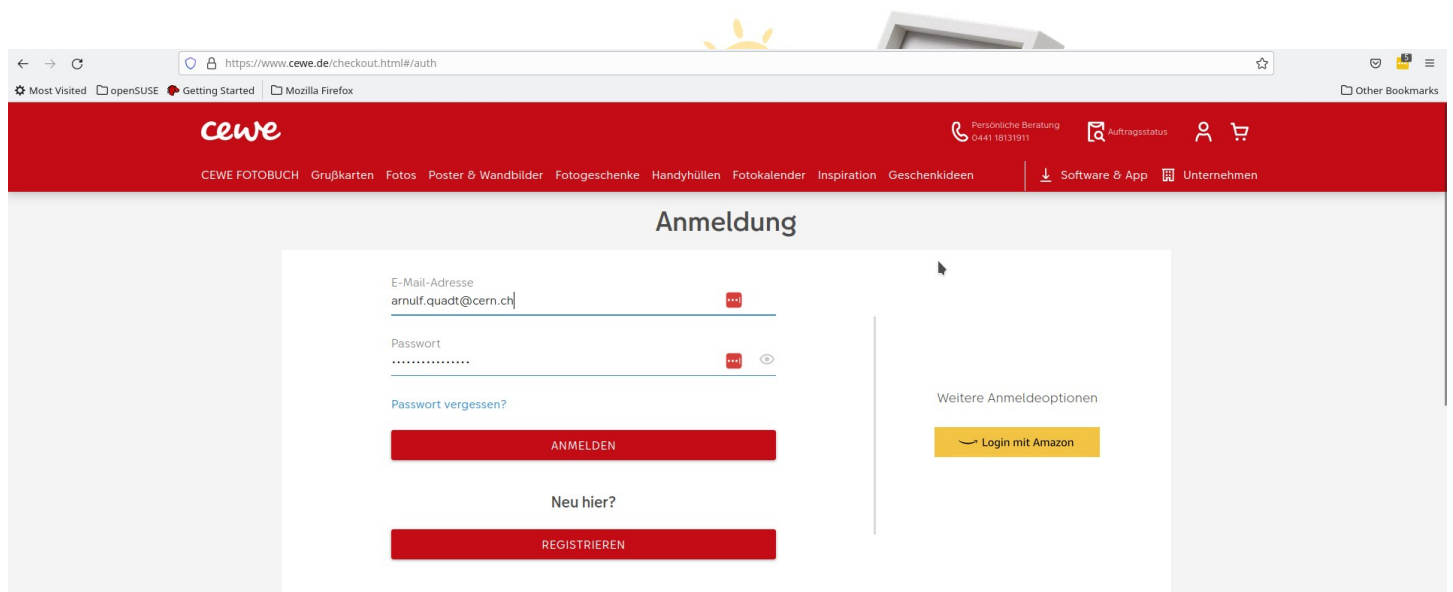 https://www.cewe.de/checkout.html#/auth
5
Most Visited openSUSE Getting Started Mozilla Firefox Other Bookmarks
cewe
Persönliche Beratung
0441 18131911
Auftragsstatus
CEWE FOTOBUCH Grußkarten Fotos Poster & Wandbilder Fotogeschenke Handyhüllen Fotokalender Inspiration Geschenkideen Software & App Unternehmen
Anmeldung
E-Mail-Adresse
arnulf.quadt@cern.ch
Passwort
................
Passwort vergessen?
ANMELDEN
Neu hier?
REGISTRIEREN
Weitere Anmeldeoptionen
Login mit Amazon